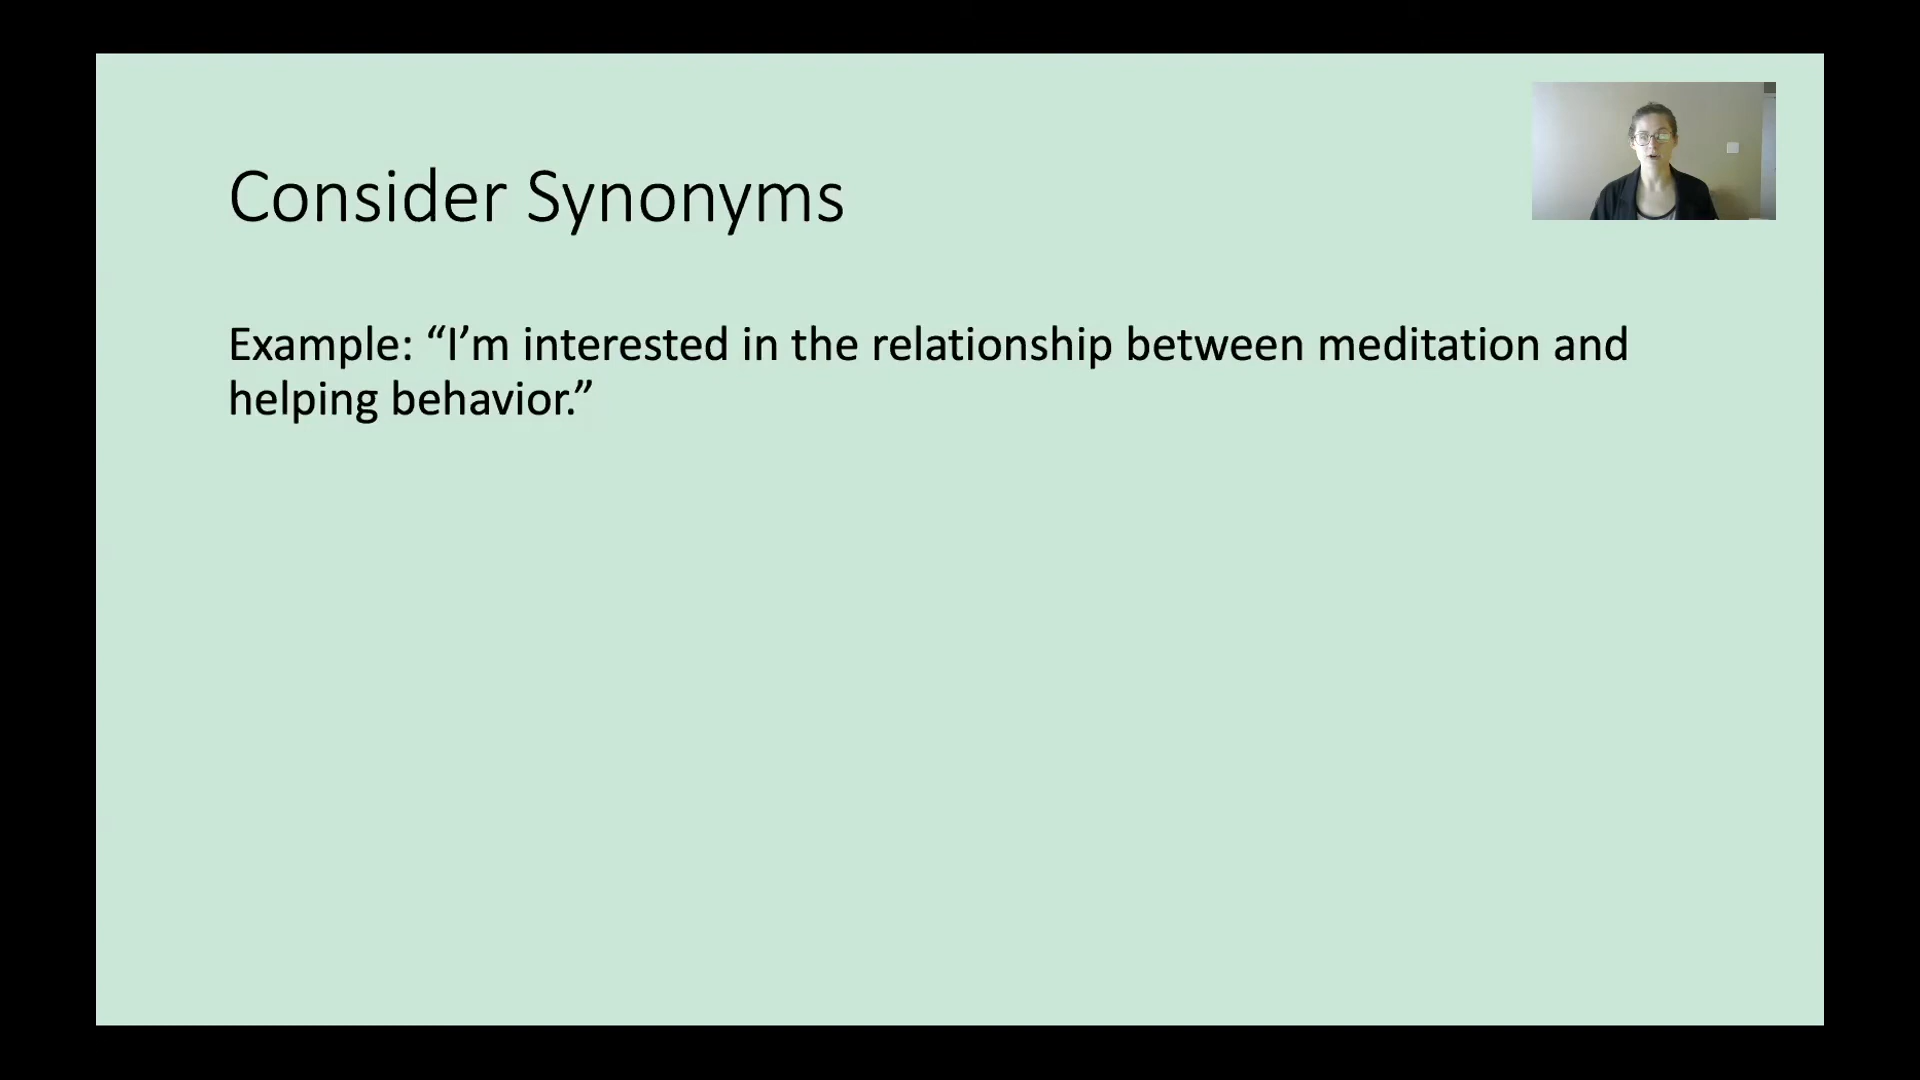 Consider Synonyms
Example: “I’m interested in the relationship between meditation and
helping behavior.”